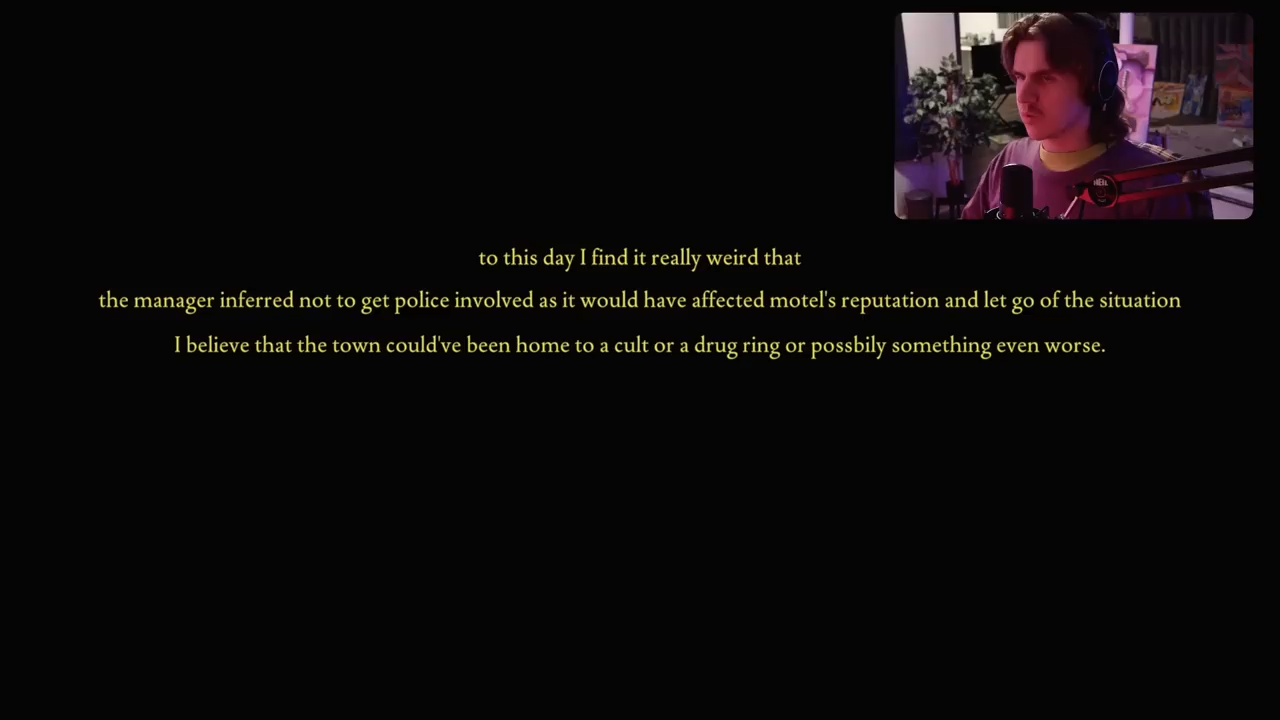 HEIL
to this day I find it really weird that
the manager inferred not to get police involved as it would have affected motel's reputation and let go of the situation
I believe that the town could've been home to a cult or a drug ring or possbily something even worse.